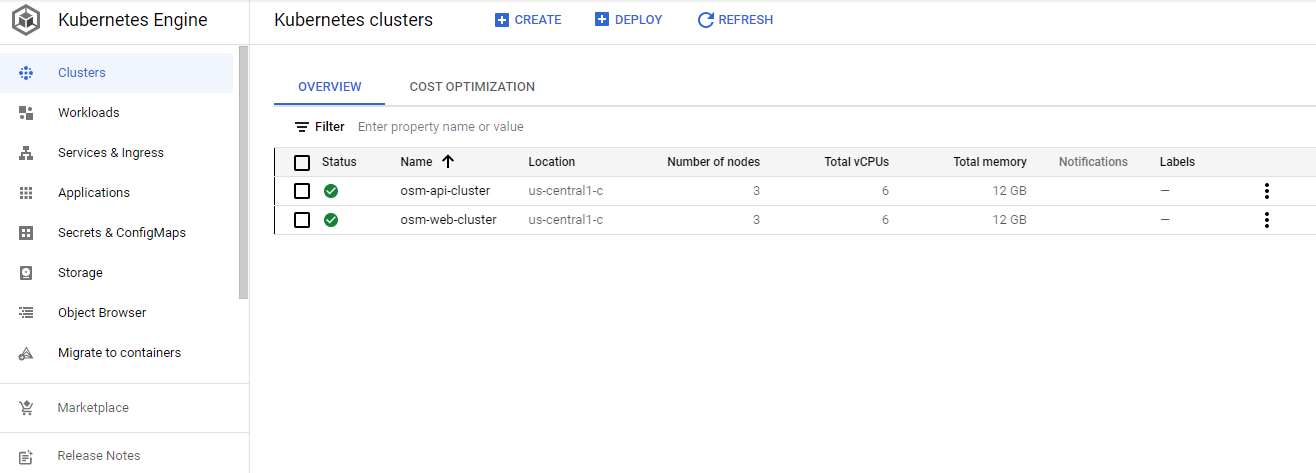 Kubernetes Engine
Kubernetes clusters
CREATE
DEPLOY
REFRESH
Clusters
Workloads
Services & Ingress
Applications
Secrets & ConfigMaps
Storage
Object Browser
Migrate to containers
Marketplace
Release Notes
OVERVIEW
COST OPTIMIZATION
Filter Enter property name or value
Status Name Location Number of nodes Total vCPUs Total memory Notifications Labels
osm-api-cluster us-central1-c 3 6 12 GB —
osm-web-cluster us-central1-c 3 6 12 GB —